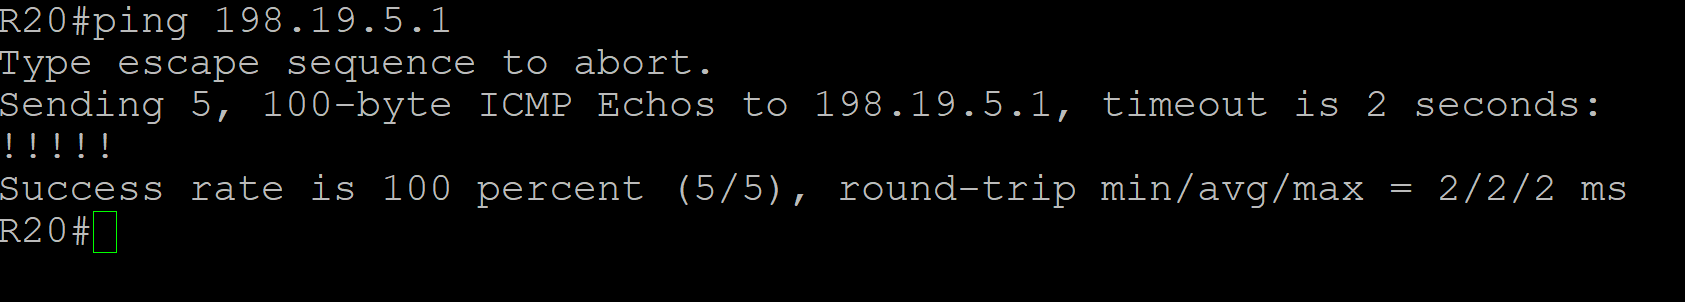 R20#ping 198.19.5.1
Type escape sequence to abort.
Sending 5, 100-byte ICMP Echos to 198.19.5.1, timeout is 2 seconds:
!!!!!
Success rate is 100 percent (5/5), round-trip min/avg/max = 2/2/2 ms
R20#